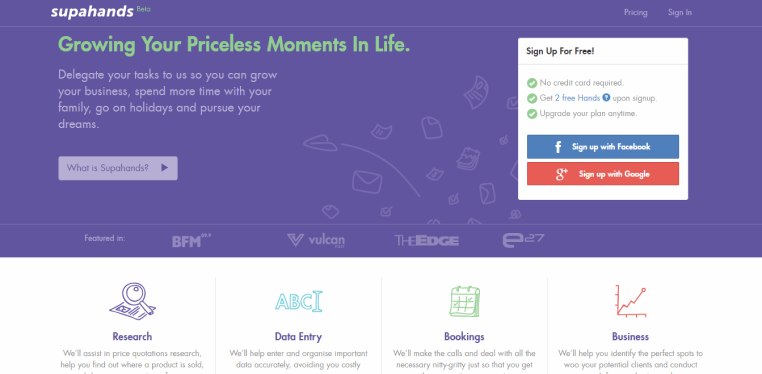 supahands Beta
Pricing Sign In
Growing Your Priceless Moments In Life.
Delegate your tasks to us so you can grow
your business, spend more time with your
family, go on holidays and pursue your
dreams.
What is Supahands?
Sign Up For Free!
No credit card required.
Get 2 free Hands ? upon signup.
Upgrade your plan anytime.
f Sign up with Facebook
g+ Sign up with Google
Featured in:
BFM 89.9
vulcan
THE EDGE
e27
ABC
Research
We'll assist in price quotations research,
help you find out where a product is sold,
Data Entry
We'll help enter and organise important
data accurately, avoiding you costly
Bookings
We'll make the calls and deal with all the
necessary nitty-gritty just so that you get
Business
We'll help you identify the perfect spots to
woo your potential clients and conduct